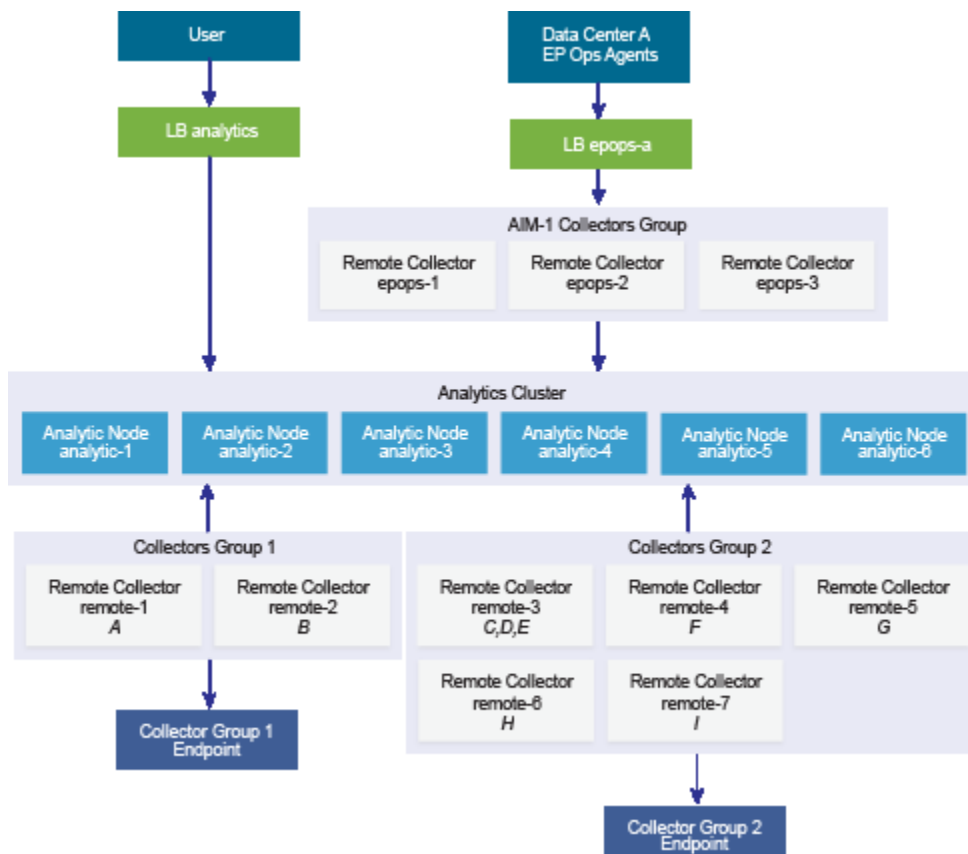 User
Data Center A
EP Ops Agents
LB analytics
LB epops-a
AIM-1 Collectors Group
Remote Collector
epops-1
Remote Collector
epops-2
Remote Collector
epops-3
Analytics Cluster
Analytic Node
analytic-1
Analytic Node
analytic-2
Analytic Node
analytic-3
Analytic Node
analytic-4
Analytic Node
analytic-5
Analytic Node
analytic-6
Collectors Group 1
Remote Collector
remote-1
A
Remote Collector
remote-2
B
Collector Group 1
Endpoint
Collectors Group 2
Remote Collector
remote-3
C,D,E
Remote Collector
remote-4
F
Remote Collector
remote-5
G
Remote Collector
remote-6
H
Remote Collector
remote-7
I
Collector Group 2
Endpoint